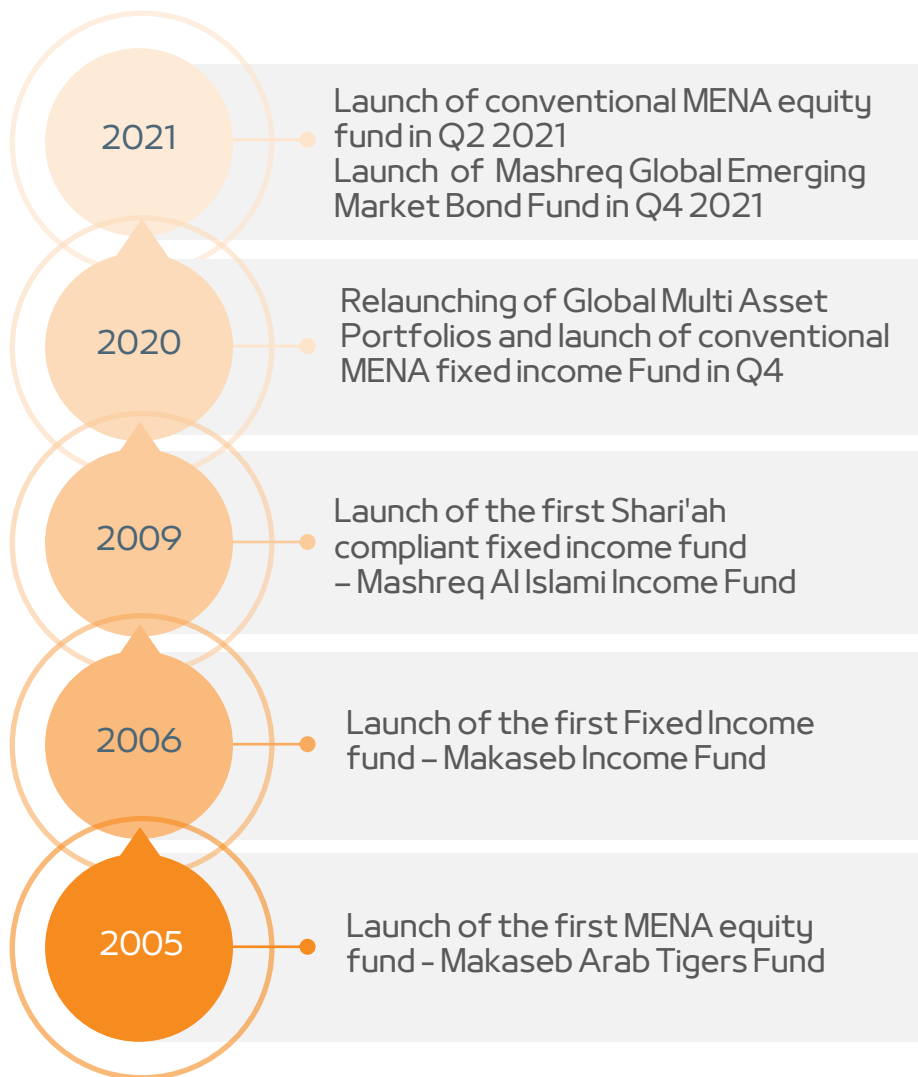 2021
Launch of conventional MENA equity
fund in Q2 2021
Launch of Mashreq Global Emerging
Market Bond Fund in Q4 2021
2020
Relaunching of Global Multi Asset
Portfolios and launch of conventional
MENA fixed income Fund in Q4
2009
Launch of the first Shari'ah
compliant fixed income fund
– Mashreq Al Islami Income Fund
2006
Launch of the first Fixed Income
fund – Makaseb Income Fund
2005
Launch of the first MENA equity
fund - Makaseb Arab Tigers Fund